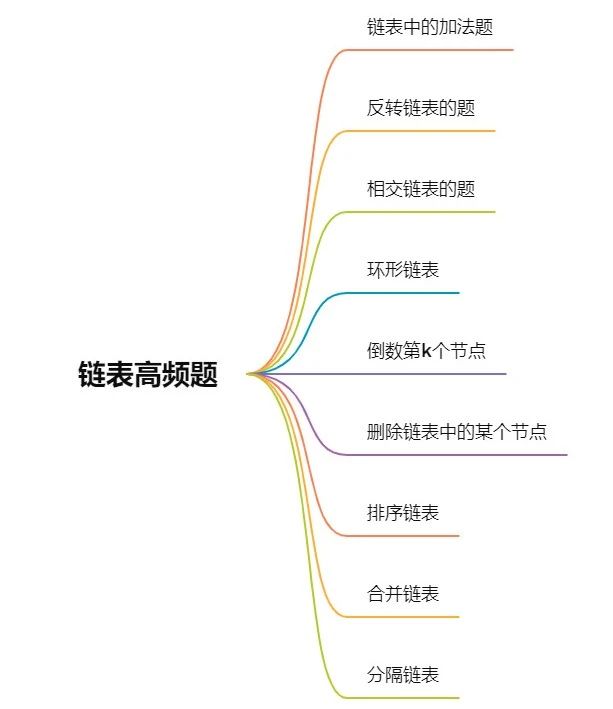 链表中的加法题
反转链表的题
相交链表的题
环形链表
倒数第k个节点
链表高频题
删除链表中的某个节点
排序链表
合并链表
分隔链表